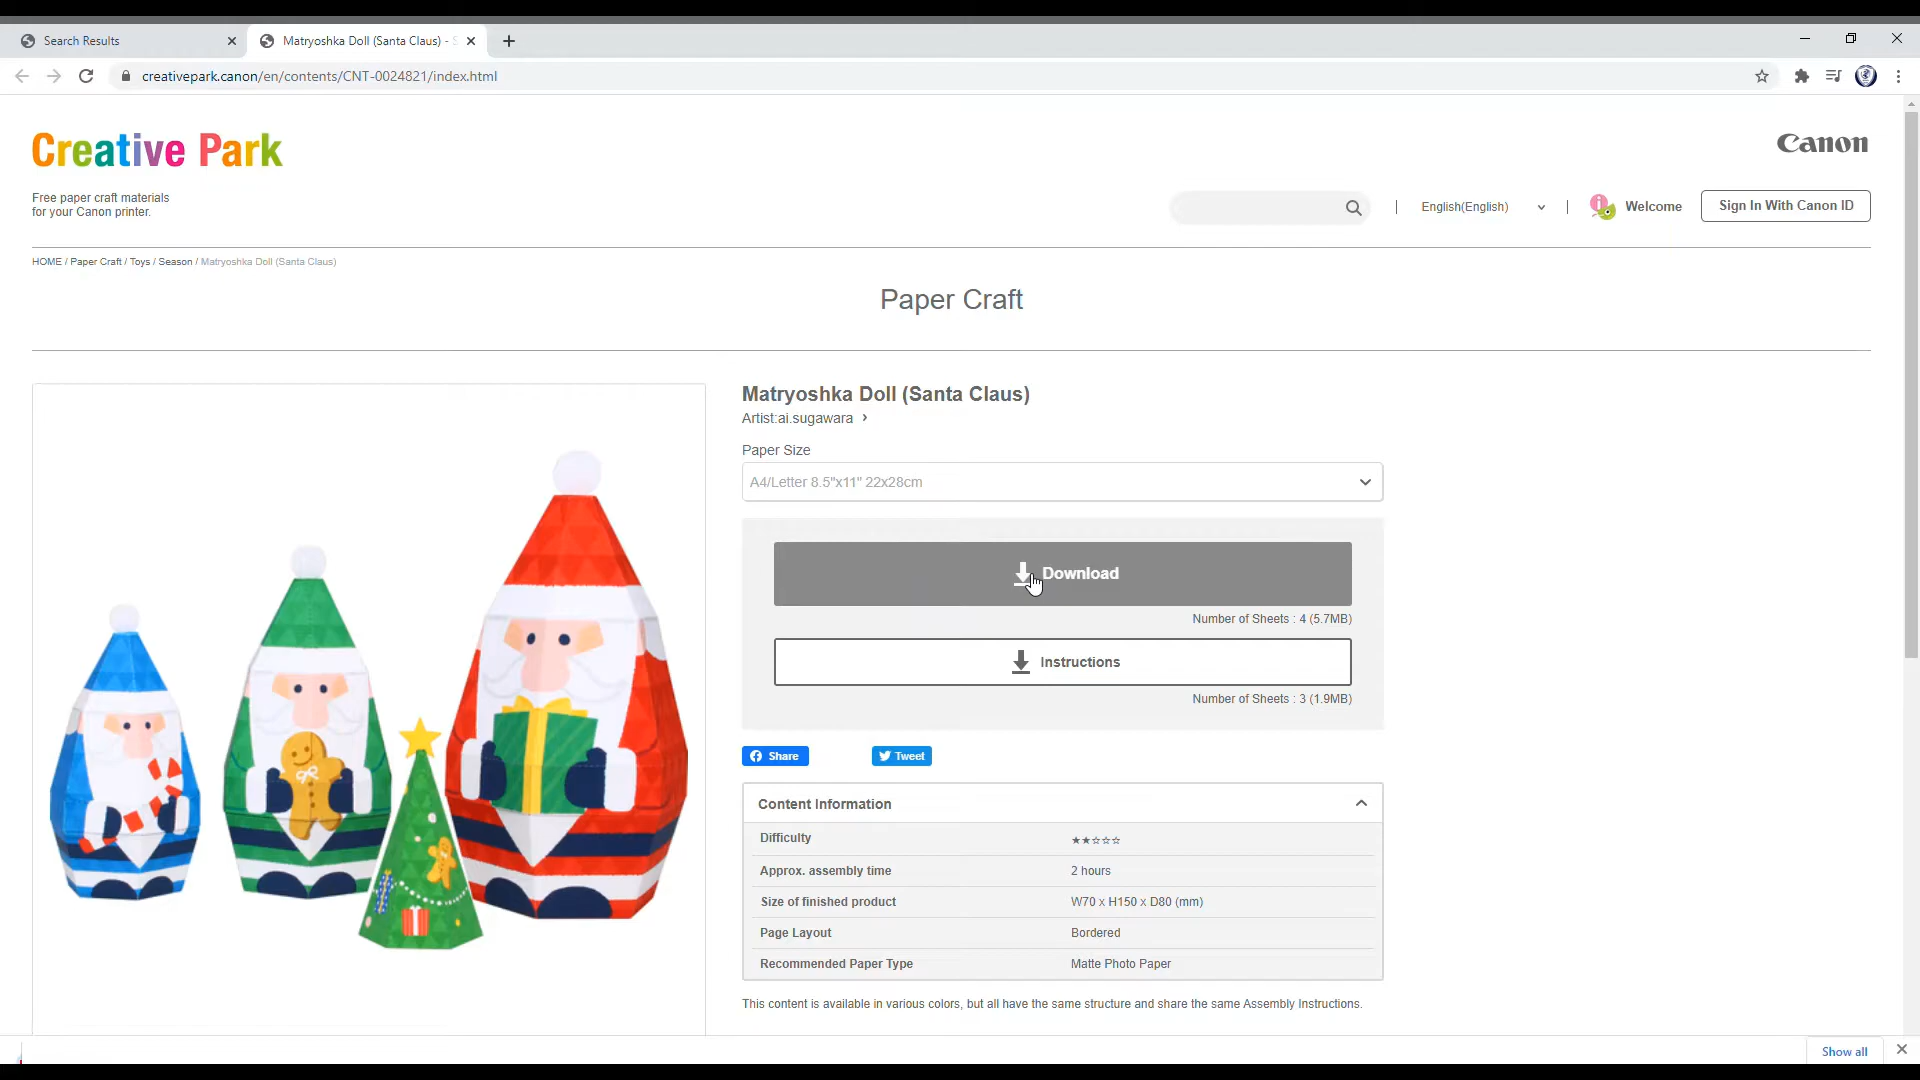 Search Results
Matryoshka Doll (Santa Claus) - S
creativepark.canon/en/contents/CNT-0024821/index.html
Creative Park
Canon
Free paper craft materials
for your Canon printer.
English(English)
Welcome
Sign In With Canon ID
HOME / Paper Craft / Toys / Season / Matryoshka Doll (Santa Claus)
Paper Craft
Matryoshka Doll (Santa Claus)
Artist:ai.sugawara
Paper Size
A4/Letter 8.5"x11" 22x28cm
Download
Number of Sheets : 4 (5.7MB)
Instructions
Number of Sheets : 3 (1.9MB)
Share
Tweet
Content Information
Difficulty ★★☆☆☆
Approx. assembly time 2 hours
Size of finished product W70 x H150 x D80 (mm)
Page Layout Bordered
Recommended Paper Type Matte Photo Paper
This content is available in various colors, but all have the same structure and share the same Assembly Instructions.
Show all